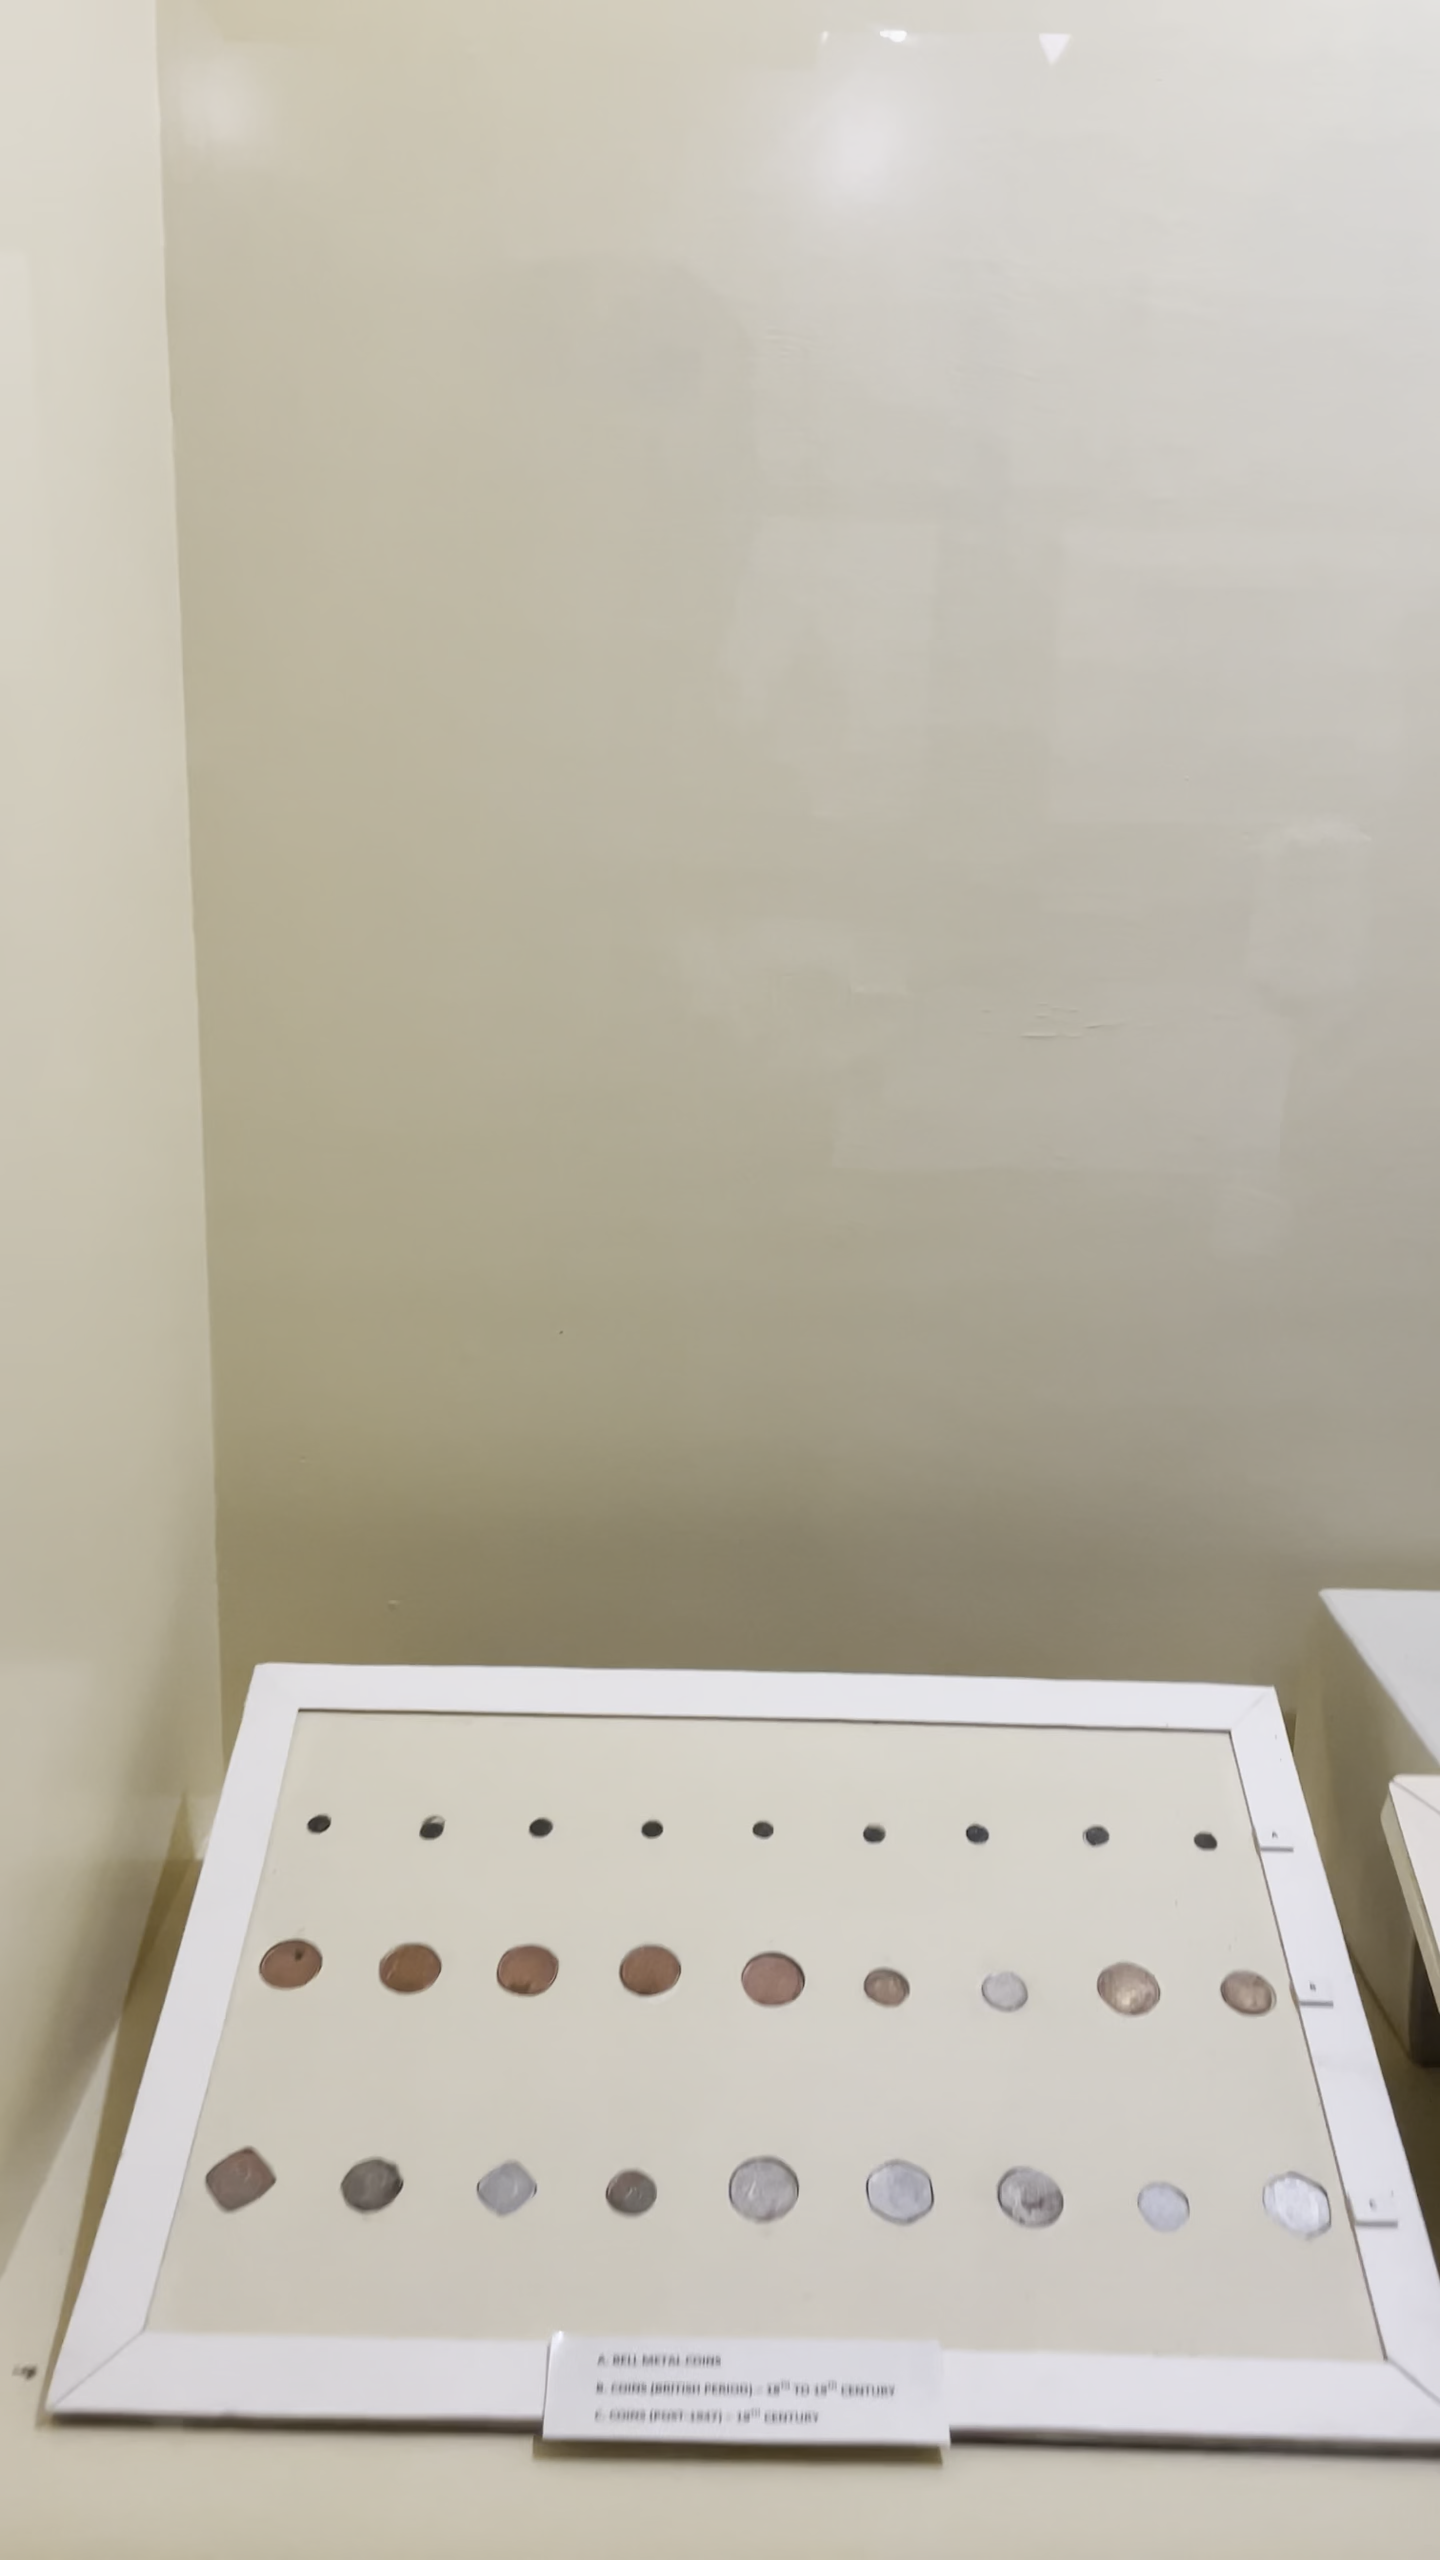 A
B
C
A. BELL METAL COINS
B. COINS (BRITISH PERIOD) - TO CENTURY
C. COINS (POST-1947) - CENTURY